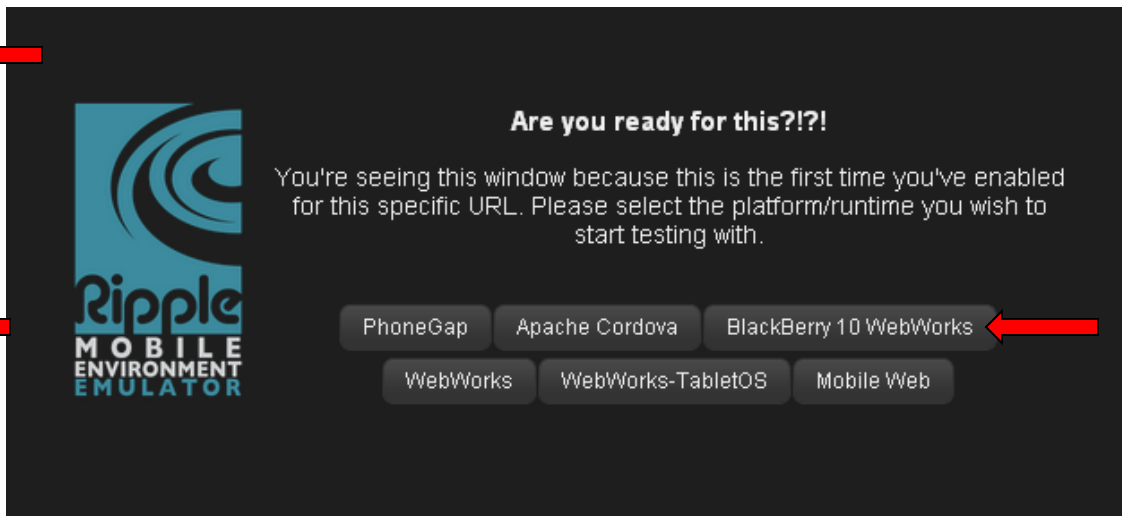 Are you ready for this?!?!
You're seeing this window because this is the first time you've enabled
for this specific URL. Please select the platform/runtime you wish to
start testing with.
Ripple
MOBILE
ENVIRONMENT
EMULATOR
PhoneGap
Apache Cordova
BlackBerry 10 WebWorks
WebWorks
WebWorks-TabletOS
Mobile Web